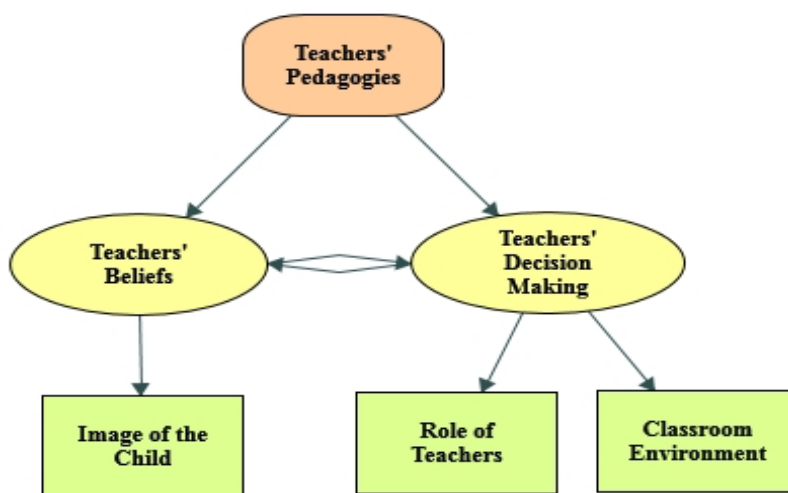 Teachers'
Pedagogies
Teachers'
Beliefs
Teachers'
Decision
Making
Image of the
Child
Role of
Teachers
Classroom
Environment